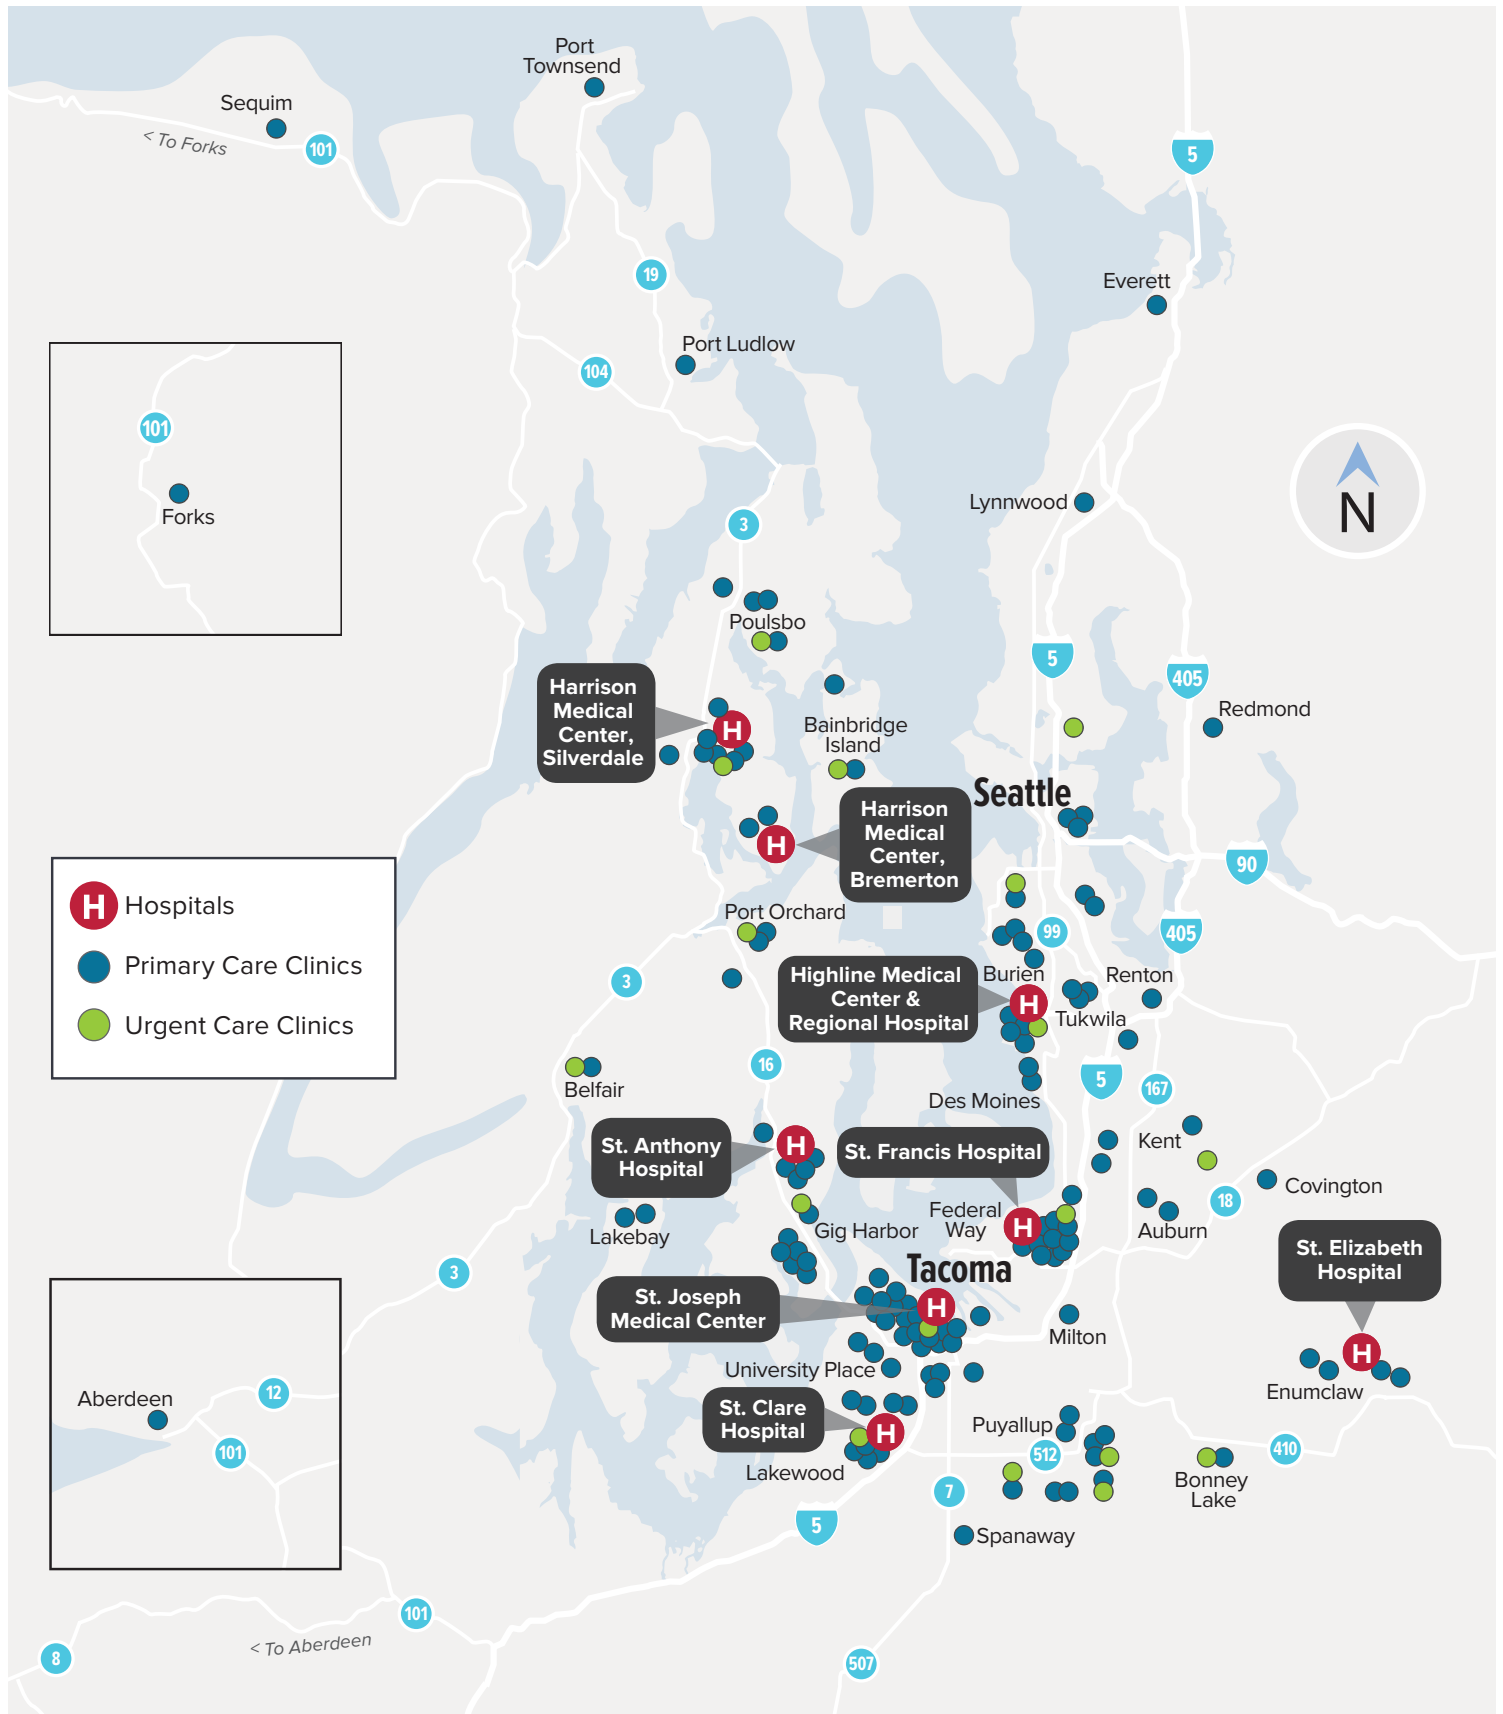 Port
Townsend
Sequim
< To Forks
101
5
19
Everett
Port Ludlow
104
101
Forks
N
Lynnwood
3
Poulsbo
5
405
Harrison
Medical
Center,
Silverdale
H
Redmond
Bainbridge
Island
Seattle
Harrison
Medical
Center,
Bremerton
H
90
H Hospitals
Primary Care Clinics
Urgent Care Clinics
Port Orchard
99
405
3
Highline Medical
Center &
Regional Hospital
Burien
H
Renton
Tukwila
16
5
167
Belfair
Des Moines
St. Anthony
Hospital
H
St. Francis Hospital
Kent
18
Covington
Lakebay
Gig Harbor
Federal
Way
H
Auburn
St. Elizabeth
Hospital
3
Tacoma
St. Joseph
Medical Center
H
Milton
H
University Place
Enumclaw
Aberdeen
12
101
St. Clare
Hospital
H
Puyallup
512
410
Lakewood
7
Bonney
Lake
5
Spanaway
101
< To Aberdeen
8
507